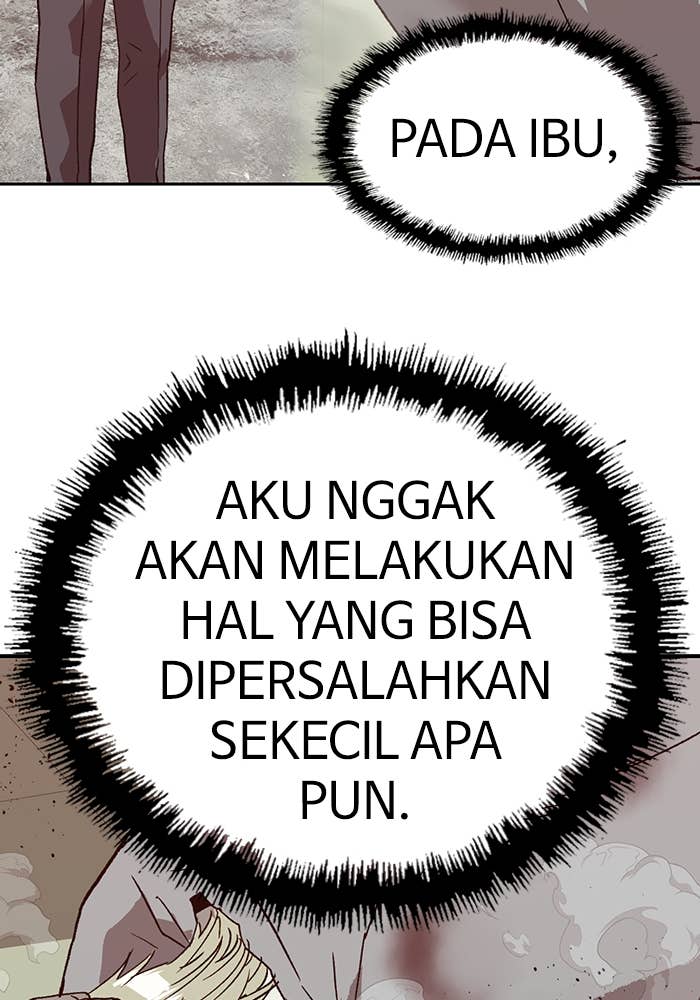 PADA IBU,
AKU NGGAK
AKAN MELAKUKAN
HAL YANG BISA
DIPERSALAHKAN
SEKECIL APA
PUN.